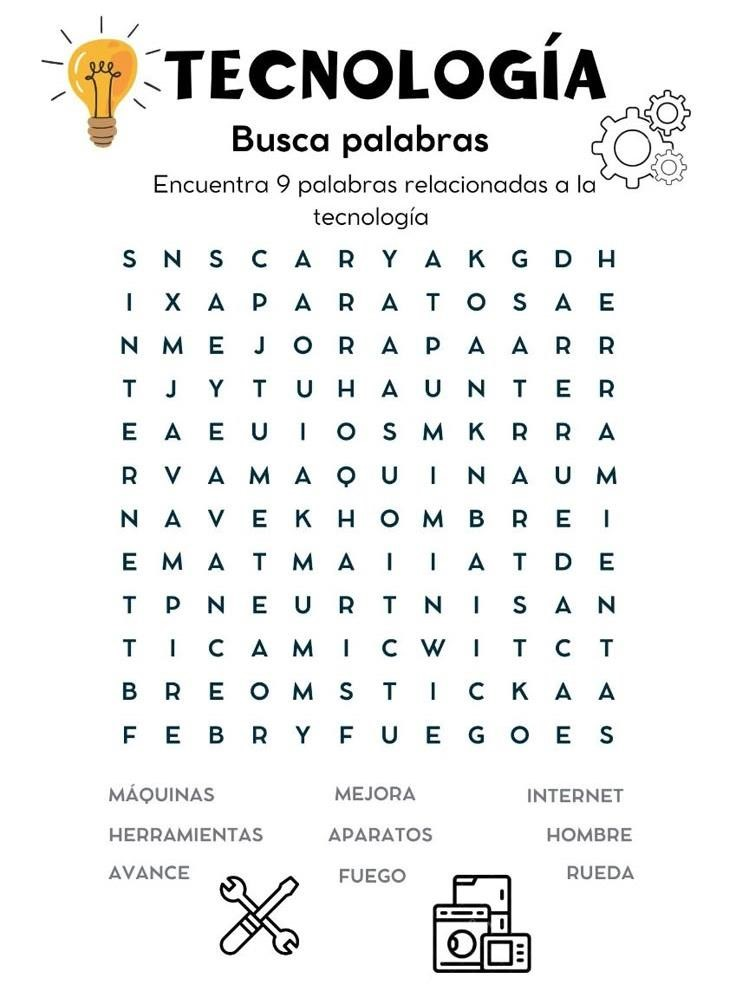 TECNOLOGÍA
Busca palabras
Encuentra 9 palabras relacionadas a la
tecnología
S N S C A R Y A K G D H
I X A P A R A T O S A E
N M E J O R A P A A R R
T J Y T U H A U N T E R
E A E U I O S M K R R A
R V A M A Q U I N A U M
N A V E K H O M B R E I
E M A T M A I I A T D E
T P N E U R T N I S A N
T I C A M I C W I T C T
B R E O M S T I C K A A
F E B R Y F U E G O E S
MÁQUINAS MEJORA INTERNET
HERRAMIENTAS APARATOS HOMBRE
AVANCE FUEGO RUEDA